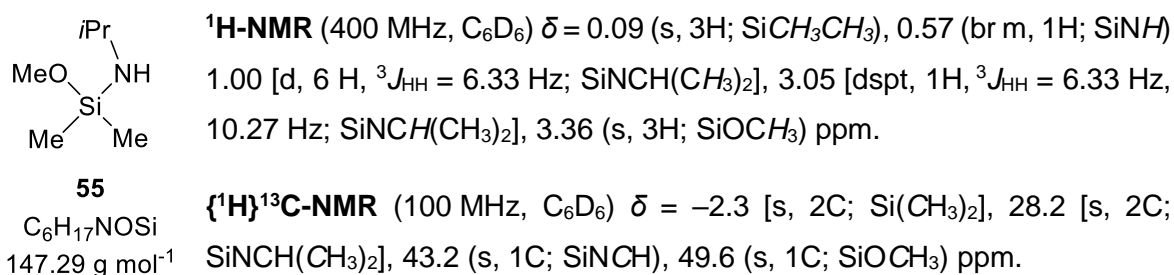 iPr
MeO NH
Si
Me Me
55
C₆H₁₇NOSi
147.29 g mol⁻¹
¹H-NMR (400 MHz, C₆D₆) δ = 0.09 (s, 3H; SiCH₃CH₃), 0.57 (br m, 1H; SiNH)
1.00 [d, 6 H, ³J_HH = 6.33 Hz; SiNCH(CH₃)₂], 3.05 [dspt, 1H, ³J_HH = 6.33 Hz,
10.27 Hz; SiNCH(CH₃)₂], 3.36 (s, 3H; SiOCH₃) ppm.
{¹H}¹³C-NMR (100 MHz, C₆D₆) δ = –2.3 [s, 2C; Si(CH₃)₂], 28.2 [s, 2C;
SiNCH(CH₃)₂], 43.2 (s, 1C; SiNCH), 49.6 (s, 1C; SiOCH₃) ppm.